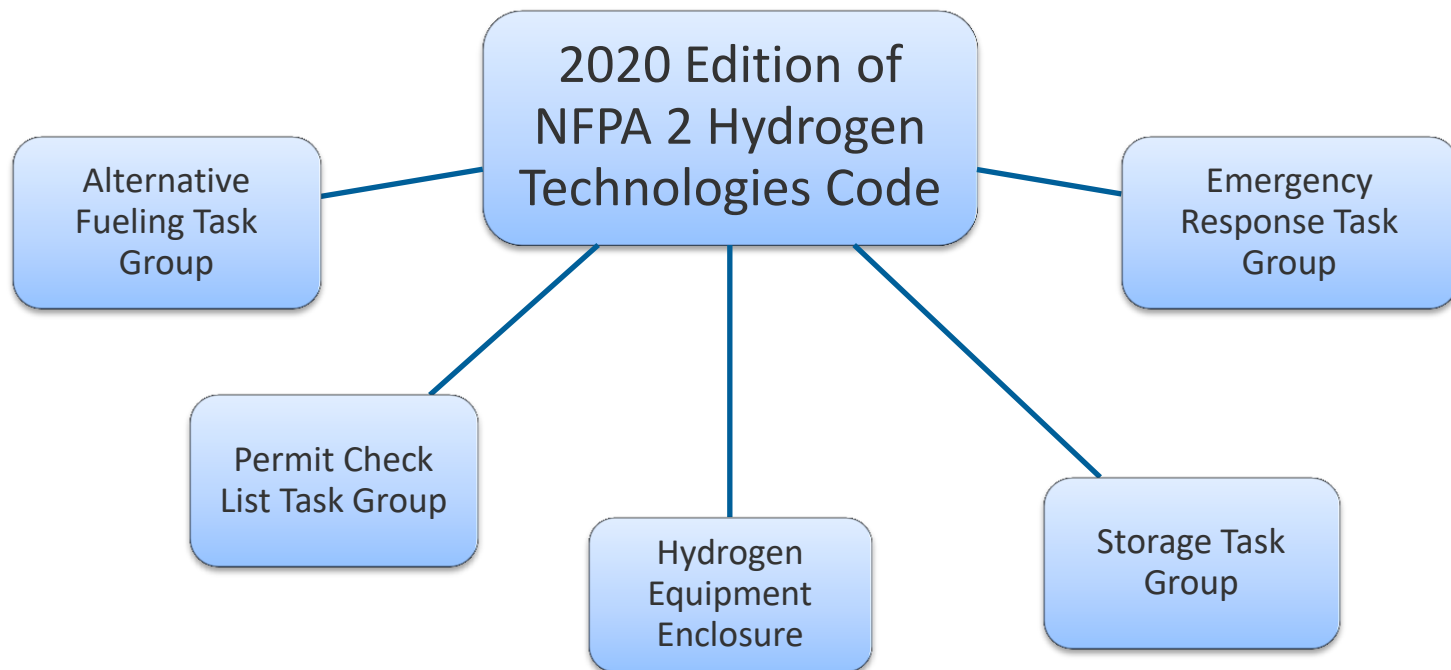 2020 Edition of
NFPA 2 Hydrogen
Technologies Code
Alternative
Fueling Task
Group
Emergency
Response Task
Group
Permit Check
List Task Group
Hydrogen
Equipment
Enclosure
Storage Task
Group